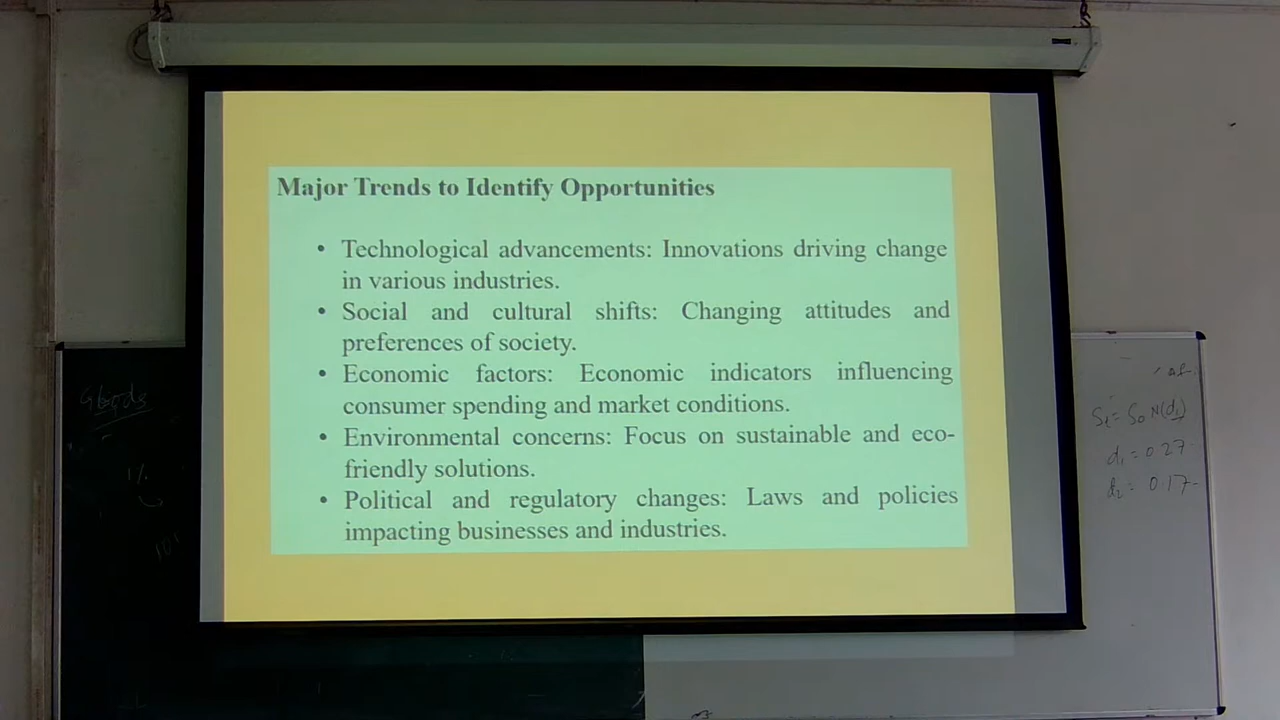 Major Trends to Identify Opportunities
• Technological advancements: Innovations driving change
in various industries.
• Social and cultural shifts: Changing attitudes and
preferences of society.
• Economic factors: Economic indicators influencing
consumer spending and market conditions.
• Environmental concerns: Focus on sustainable and eco-
friendly solutions.
• Political and regulatory changes: Laws and policies
impacting businesses and industries.
Goods
1%
d₁ = 0.27
d₂ = 0.17